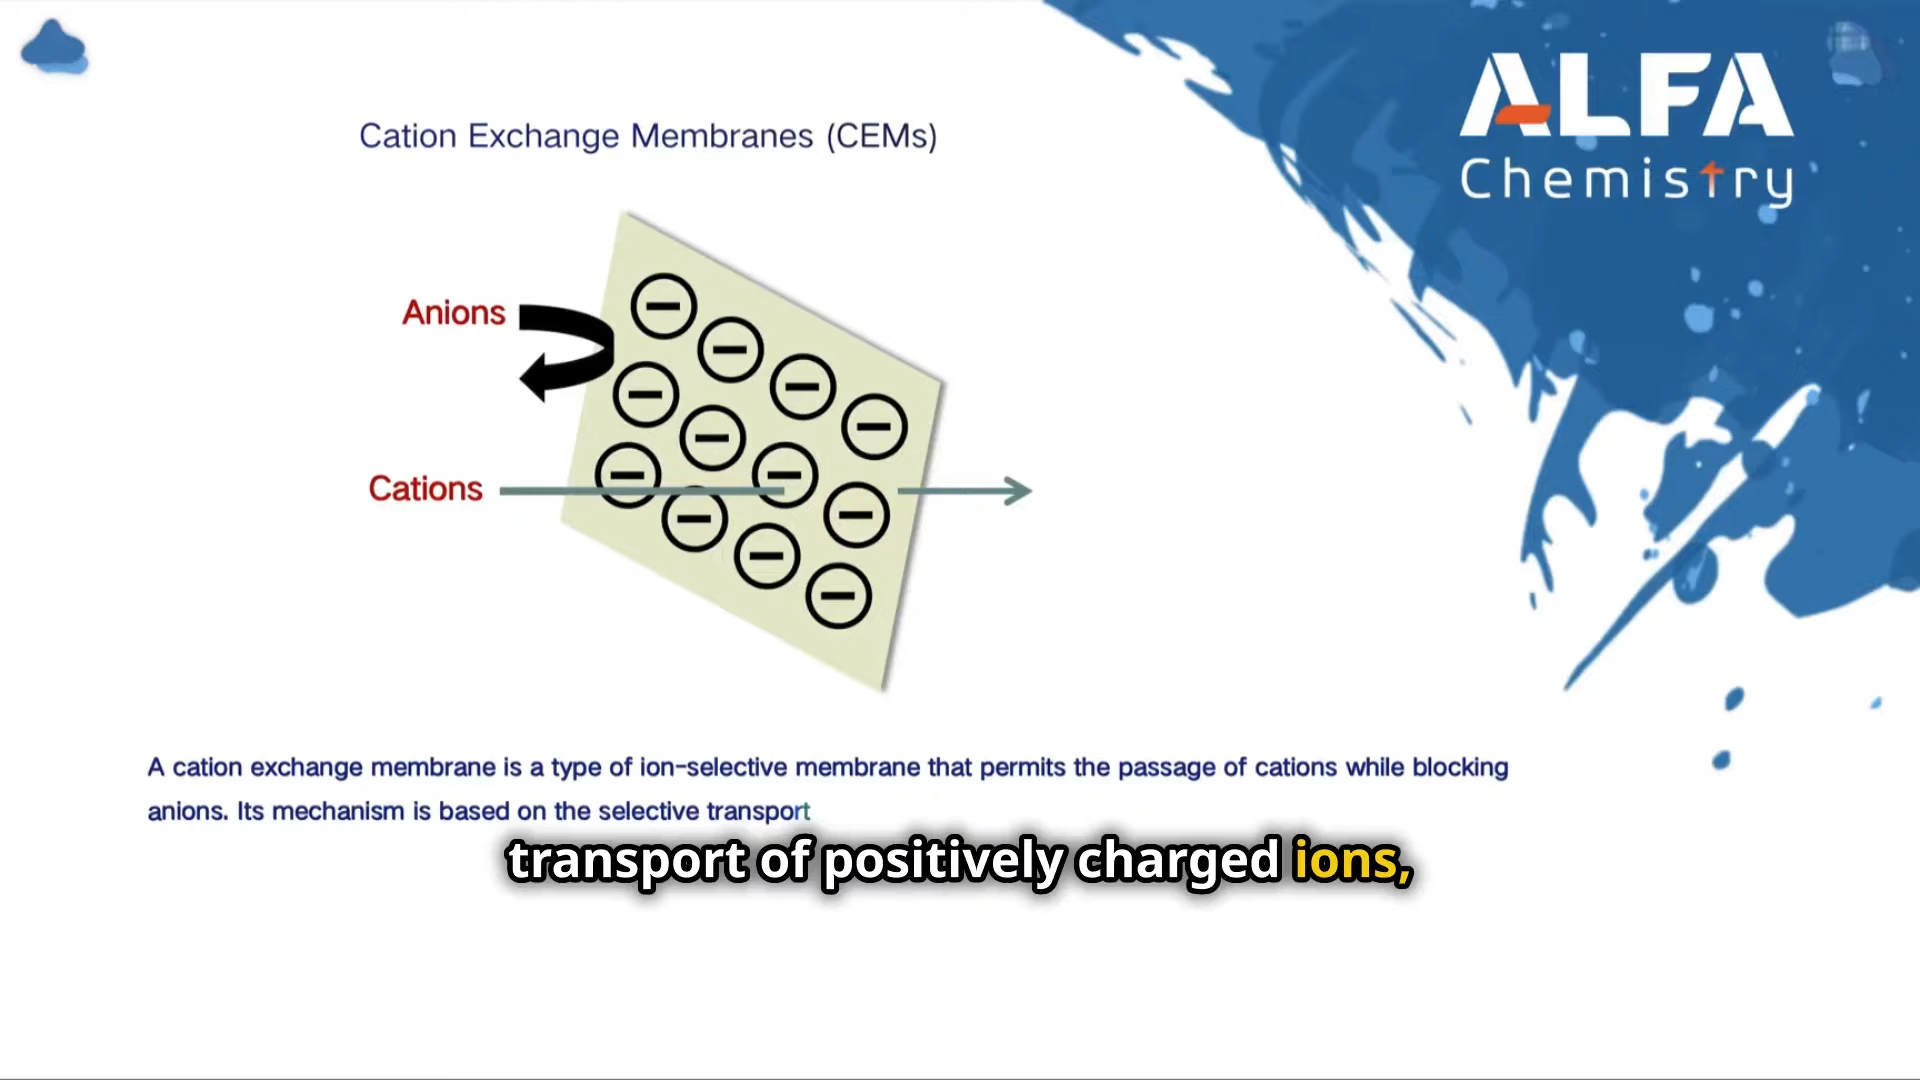 ALFA
Chemistry
Cation Exchange Membranes (CEMs)
Anions
Cations
A cation exchange membrane is a type of ion-selective membrane that permits the passage of cations while blocking
anions. Its mechanism is based on the selective transport
transport of positively charged ions,